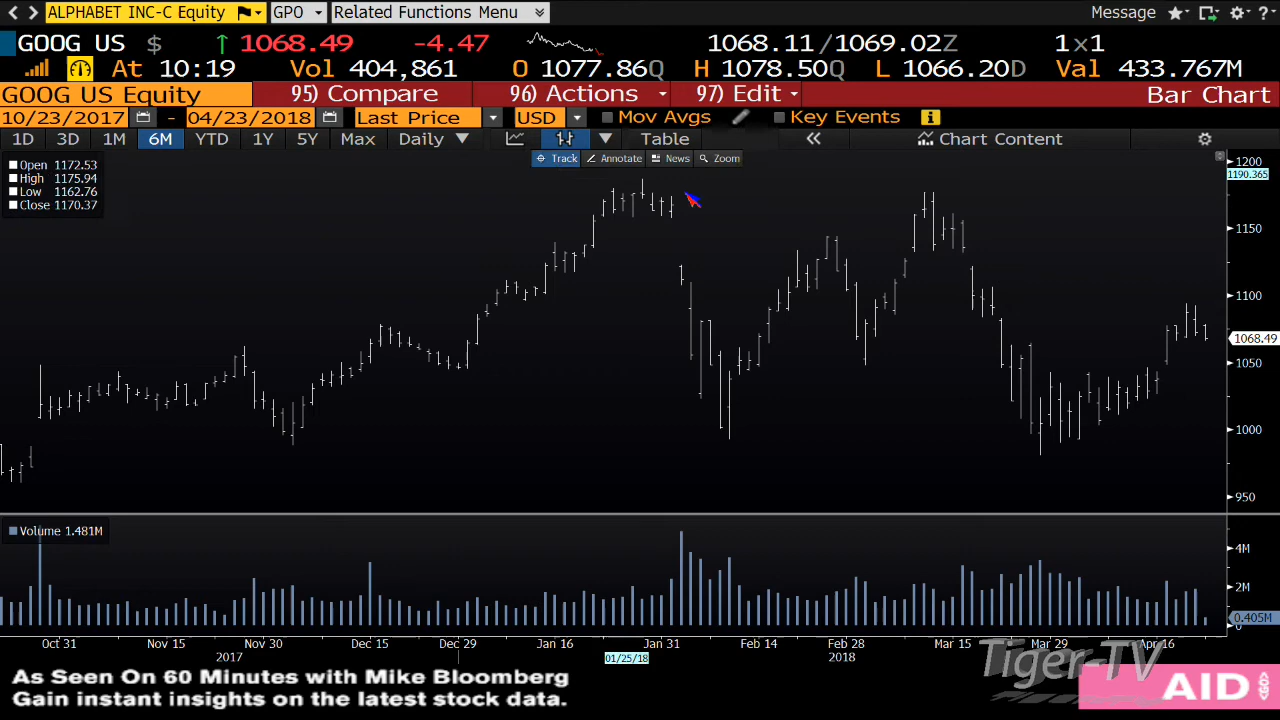 ALPHABET INC-C Equity GPO Related Functions Menu Message ?
GOOG US $ ↑ 1068.49 -4.47 1068.11/1069.02Z 1x1
At 10:19 Vol 404,861 O 1077.86Q H 1078.50Q L 1066.20D Val 433.767M
GOOG US Equity 95) Compare 96) Actions 97) Edit Bar Chart
10/23/2017 - 04/23/2018 Last Price USD Mov Avgs Key Events i
1D 3D 1M 6M YTD 1Y 5Y Max Daily ▼ ▼ Table « Chart Content
Track Annotate News Zoom
Open 1172.53
High 1175.94
Low 1162.76
Close 1170.37
1200
1190.365
1150
1100
1068.49
1050
1000
950
Volume 1.481M
4M
2M
0.405M
0
Oct 31 Nov 15 Nov 30 Dec 15 Dec 29 Jan 16 Jan 31 Feb 14 Feb 28 Mar 15 Mar 29 Apr 16
2017 01/25/18 2018
Tiger-TV
As Seen On 60 Minutes with Mike Bloomberg
Gain instant insights on the latest stock data.
AID